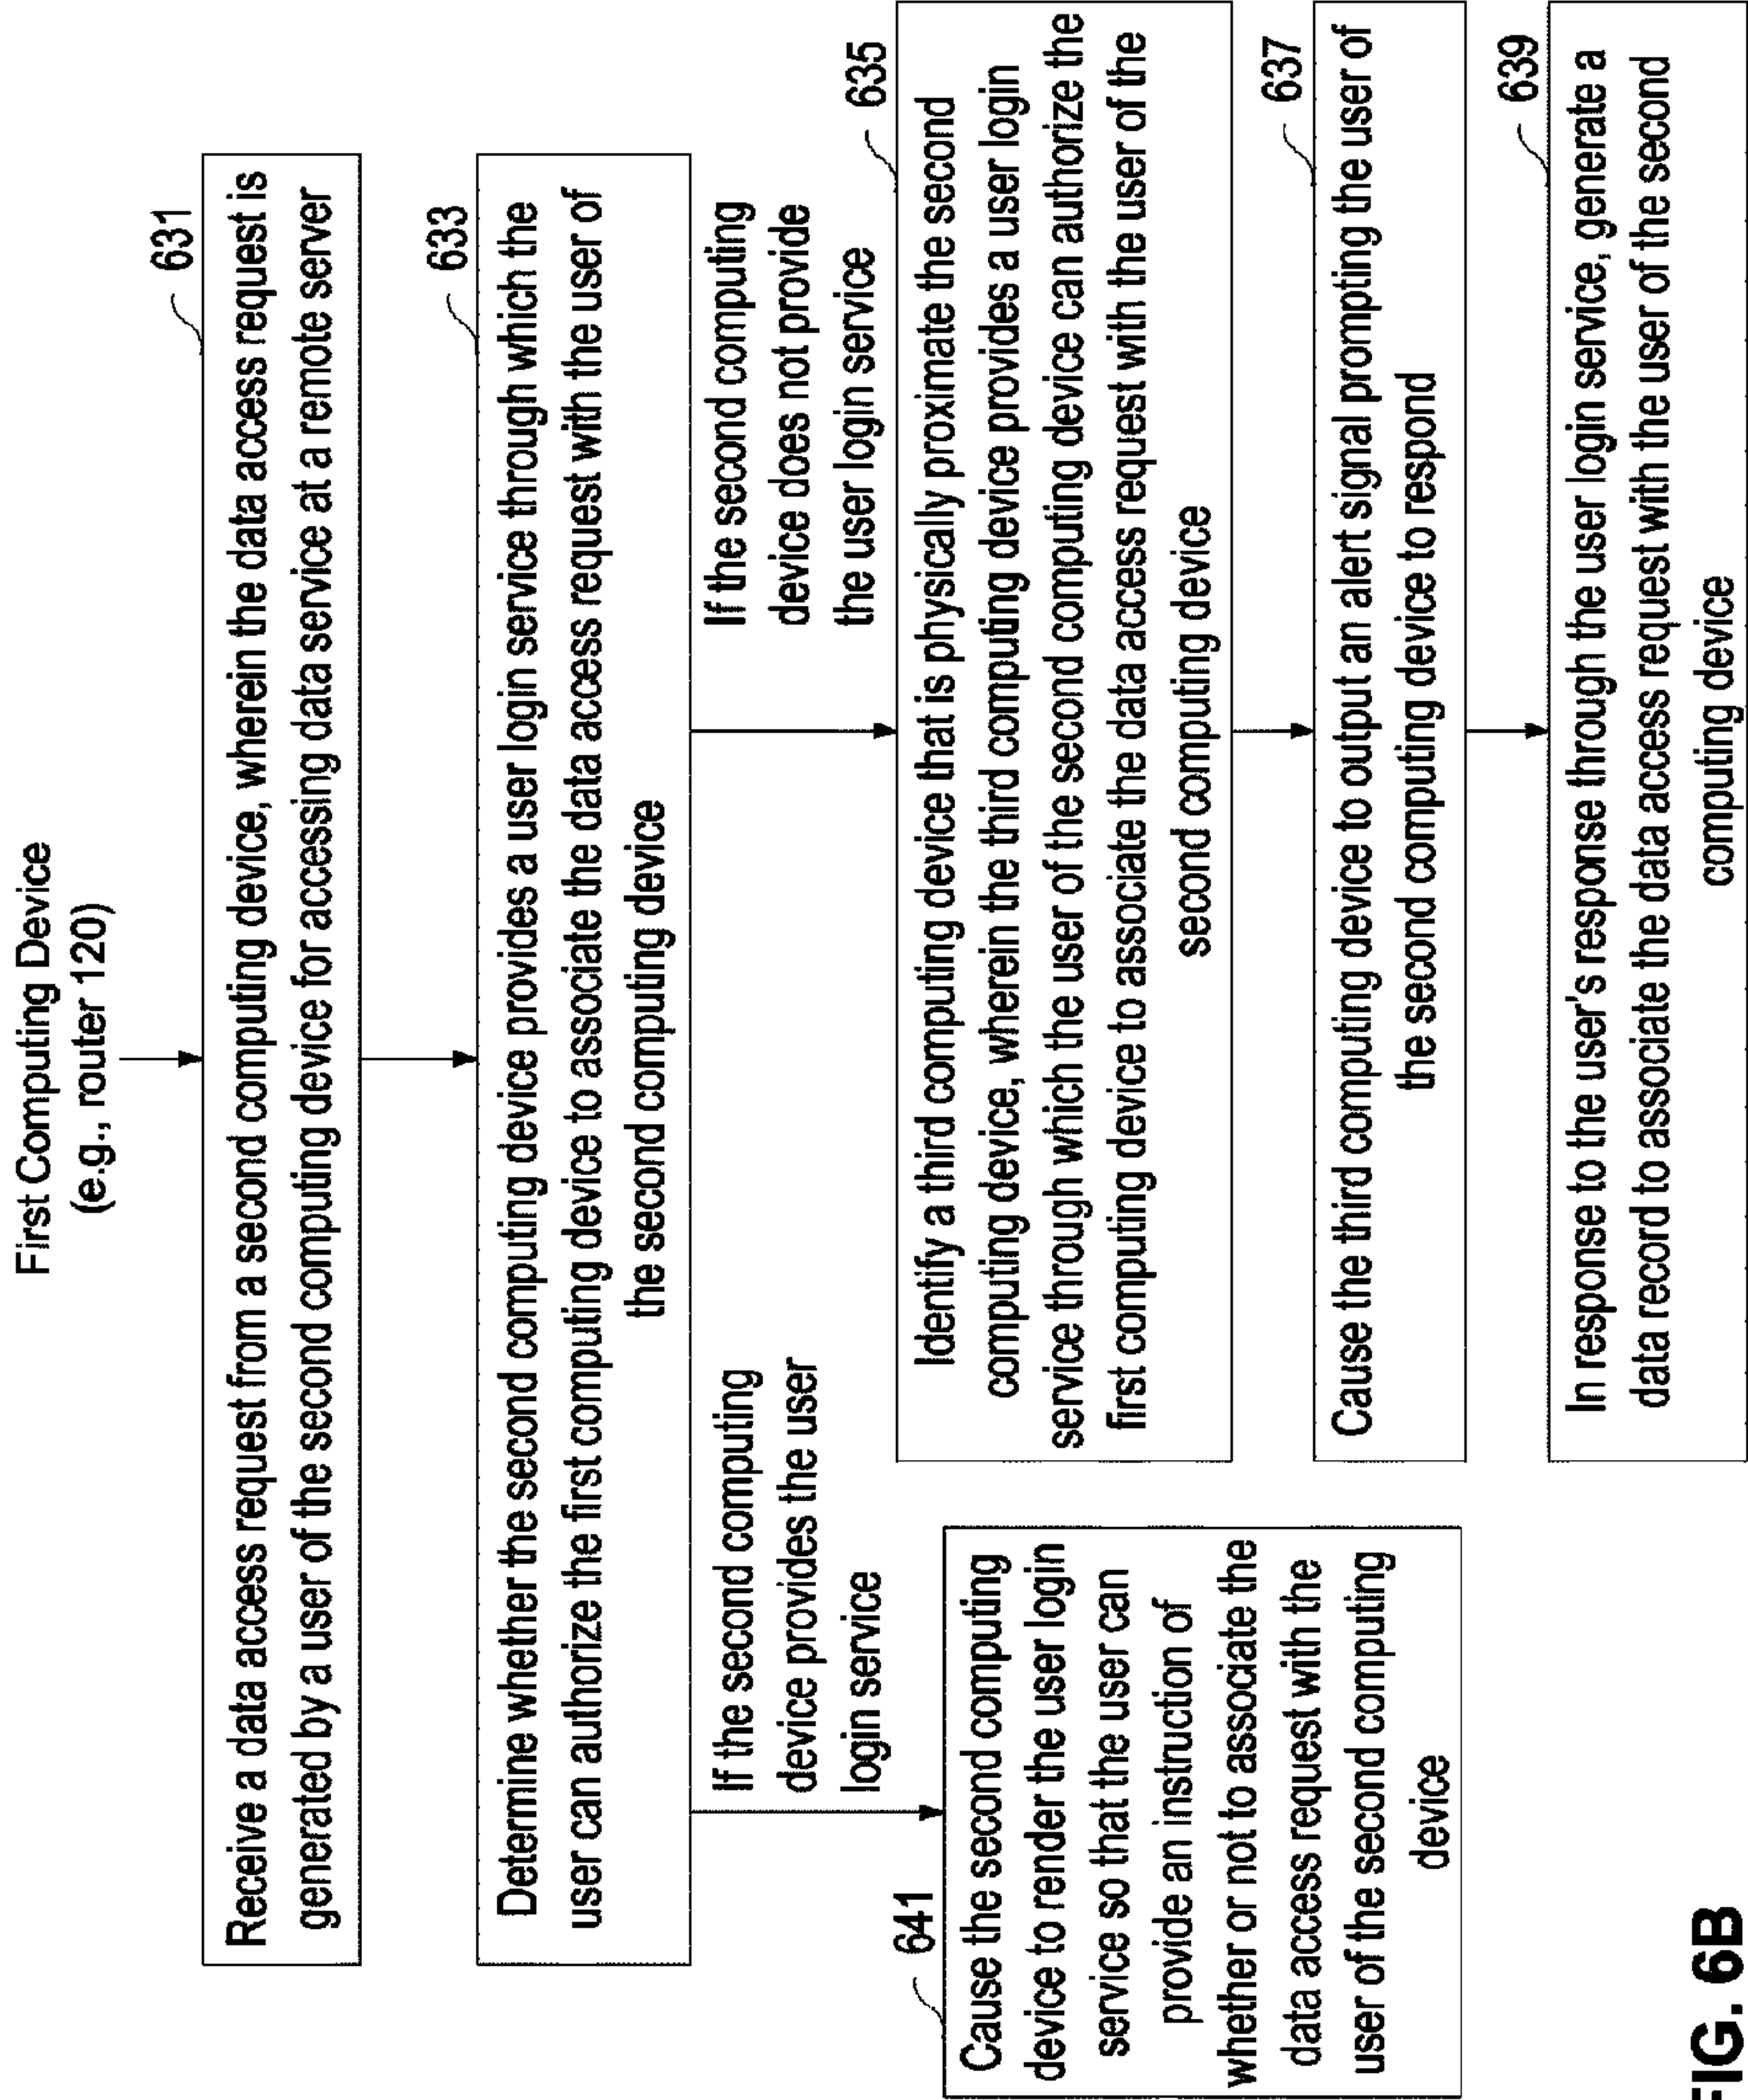 First Computing Device
(e.g., router 120)
631
Receive a data access request from a second computing device, wherein the data access request is
generated by a user of the second computing device for accessing data service at a remote server
633
Determine whether the second computing device provides a user login service through which the
user can authorize the first computing device to associate the data access request with the user of
the second computing device
If the second computing
device provides the user
login service
641
Cause the second computing
device to render the user login
service so that the user can
provide an instruction of
whether or not to associate the
data access request with the
user of the second computing
device
If the second computing
device does not provide
the user login service
635
Identify a third computing device that is physically proximate the second
computing device, wherein the third computing device provides a user login
service through which the user of the second computing device can authorize the
first computing device to associate the data access request with the user of the
second computing device
637
Cause the third computing device to output an alert signal prompting the user of
the second computing device to respond
639
In response to the user's response through the user login service, generate a
data record to associate the data access request with the user of the second
computing device
FIG. 6B